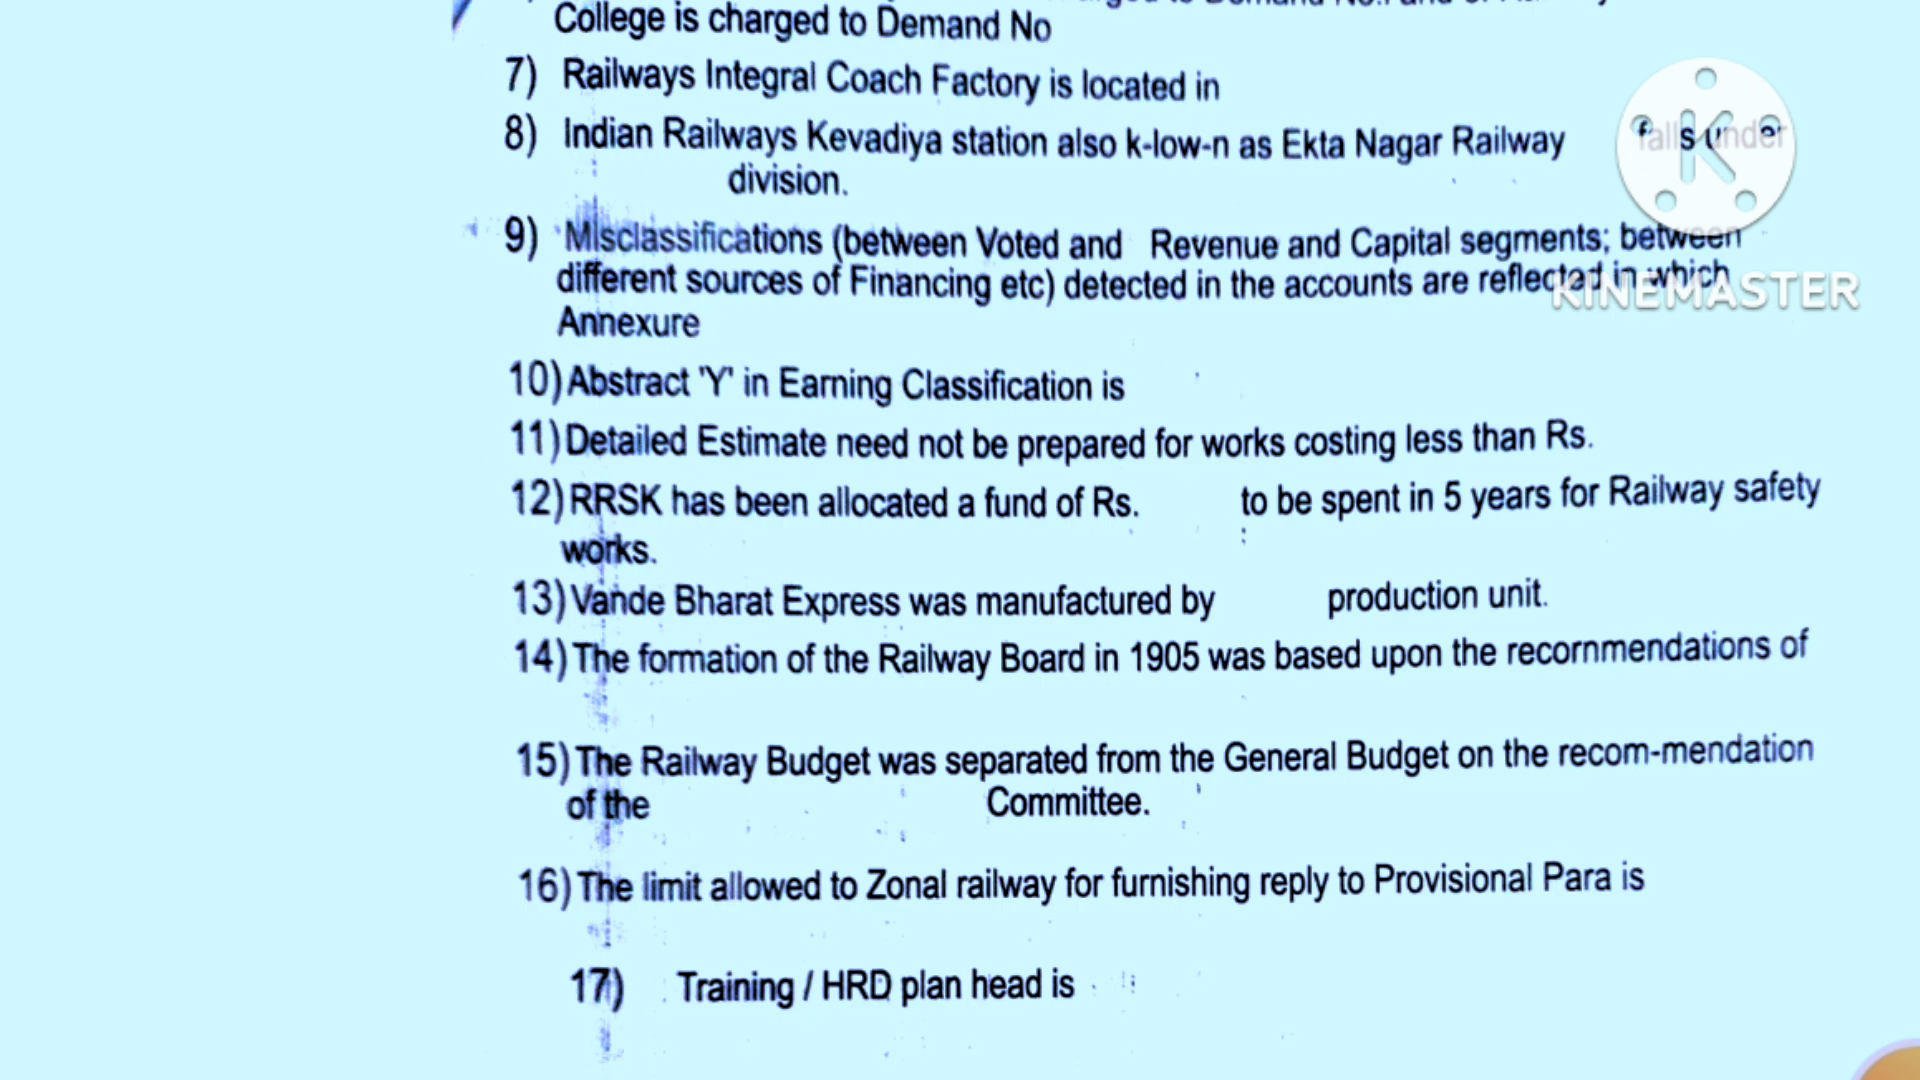 College is charged to Demand No
7) Railways Integral Coach Factory is located in
8) Indian Railways Kevadiya station also k-low-n as Ekta Nagar Railway falls under
division.
9) Misclassifications (between Voted and Revenue and Capital segments; between
different sources of Financing etc) detected in the accounts are reflected in which
Annexure
KINEMASTER
10) Abstract 'Y' in Earning Classification is
11) Detailed Estimate need not be prepared for works costing less than Rs.
12) RRSK has been allocated a fund of Rs. to be spent in 5 years for Railway safety
works.
13) Vande Bharat Express was manufactured by production unit.
14) The formation of the Railway Board in 1905 was based upon the recornmendations of
15) The Railway Budget was separated from the General Budget on the recom-mendation
of the Committee.
16) The limit allowed to Zonal railway for furnishing reply to Provisional Para is
17) Training / HRD plan head is